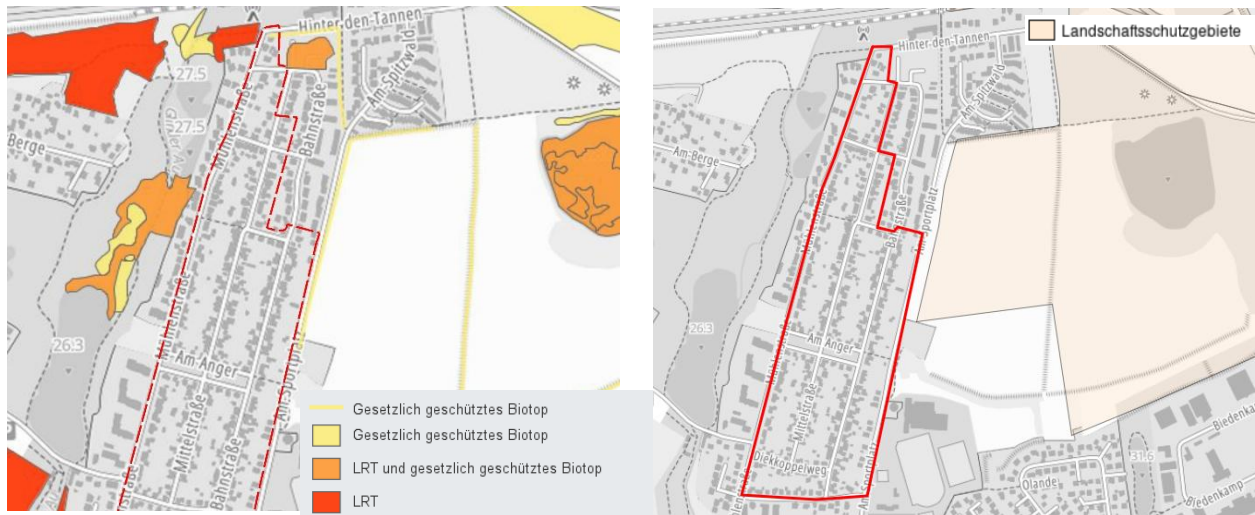 Hinter-den-Tannen
27.5
27.5
Am-Spitzwald
Mühlenstraße
Bahnstraße
Berge
Mühlenstraße
Am-Sportplatz
26.3
Am-Anger
Mittelstraße
Bahnstraße
Gesetzlich geschütztes Biotop
Gesetzlich geschütztes Biotop
LRT und gesetzlich geschütztes Biotop
LRT
Landschaftsschutzgebiete
Hinter-den-Tannen
Am-Spitzwald
Am-Berge
Bahnstraße
Am-Sportplatz
26.3
Am-Anger
Mittelstraße
Diekkoppelweg
Am-Sportplatz
31.6
Olande
Biedenkamp
Biedenka